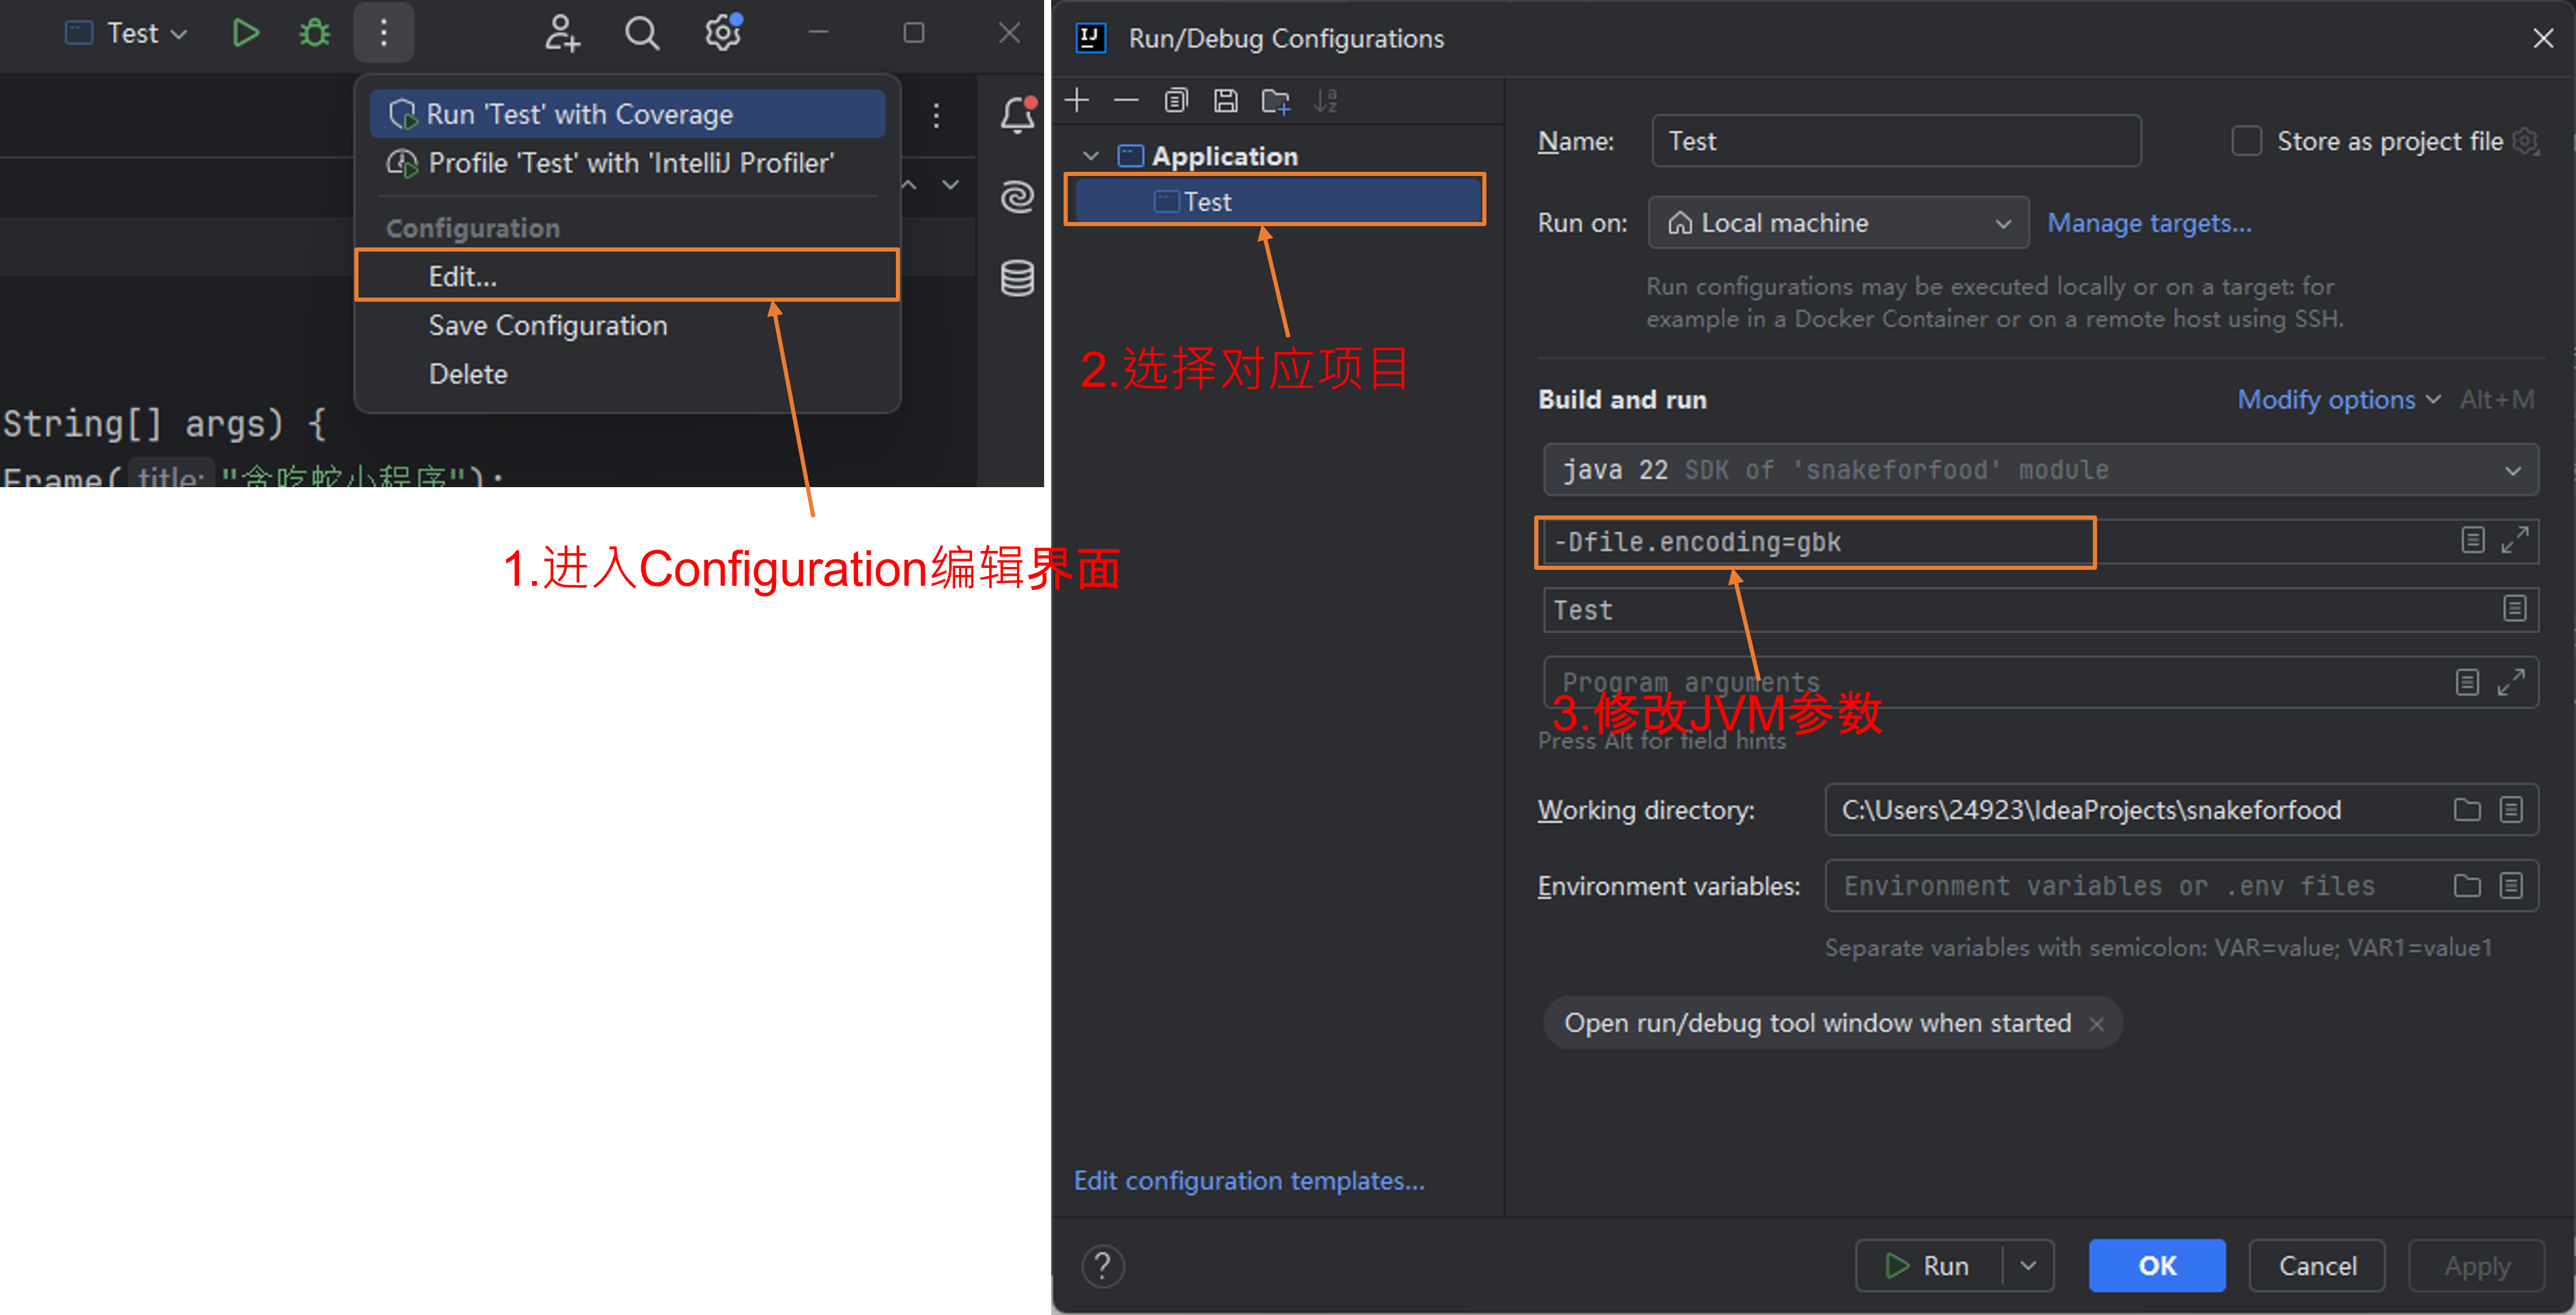 Test
Run 'Test' with Coverage
Profile 'Test' with 'IntelliJ Profiler'
Configuration
Edit...
Save Configuration
Delete
String[] args) {
Frame( title: "贪吃蛇小程序");
1.进入Configuration编辑界面
Run/Debug Configurations
Application
Test
2.选择对应项目
Edit configuration templates...
Name: Test Store as project file
Run on: Local machine Manage targets...
Run configurations may be executed locally or on a target: for
example in a Docker Container or on a remote host using SSH.
Build and run Modify options Alt+M
java 22 SDK of 'snakeforfood' module
-Dfile.encoding=gbk
Test
Program arguments
3.修改JVM参数
Press Alt for field hints
Working directory: C:\Users\24923\IdeaProjects\snakeforfood
Environment variables: Environment variables or .env files
Separate variables with semicolon: VAR=value; VAR1=value1
Open run/debug tool window when started
? Run OK Cancel Apply